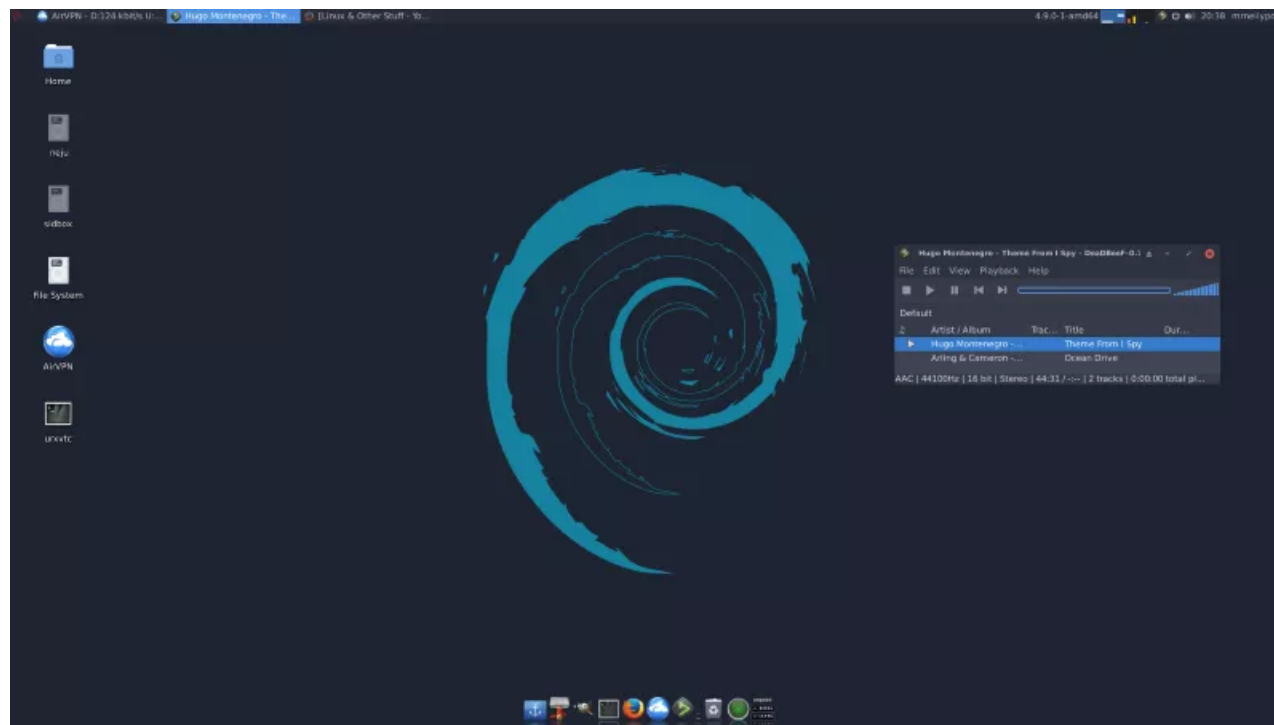 AirVPN - D:124 kbit/s U:...
Hugo Montenegro - The...
[Linux & Other Stuff - Yo...
4.9.0-1-amd64
20:38
Home
neju
sidbox
File System
AirVPN
urxvtc
Hugo Montenegro - Theme From I Spy - DeaDBeeF-0.
File Edit View Playback Help
Default
♫ Artist / Album Trac... Title Dur...
Hugo Montenegro -... Theme From I Spy
Arling & Cameron -... Ocean Drive
AAC | 44100Hz | 16 bit | Stereo | 44:31 / -:-- | 2 tracks | 0:00:00 total pl...